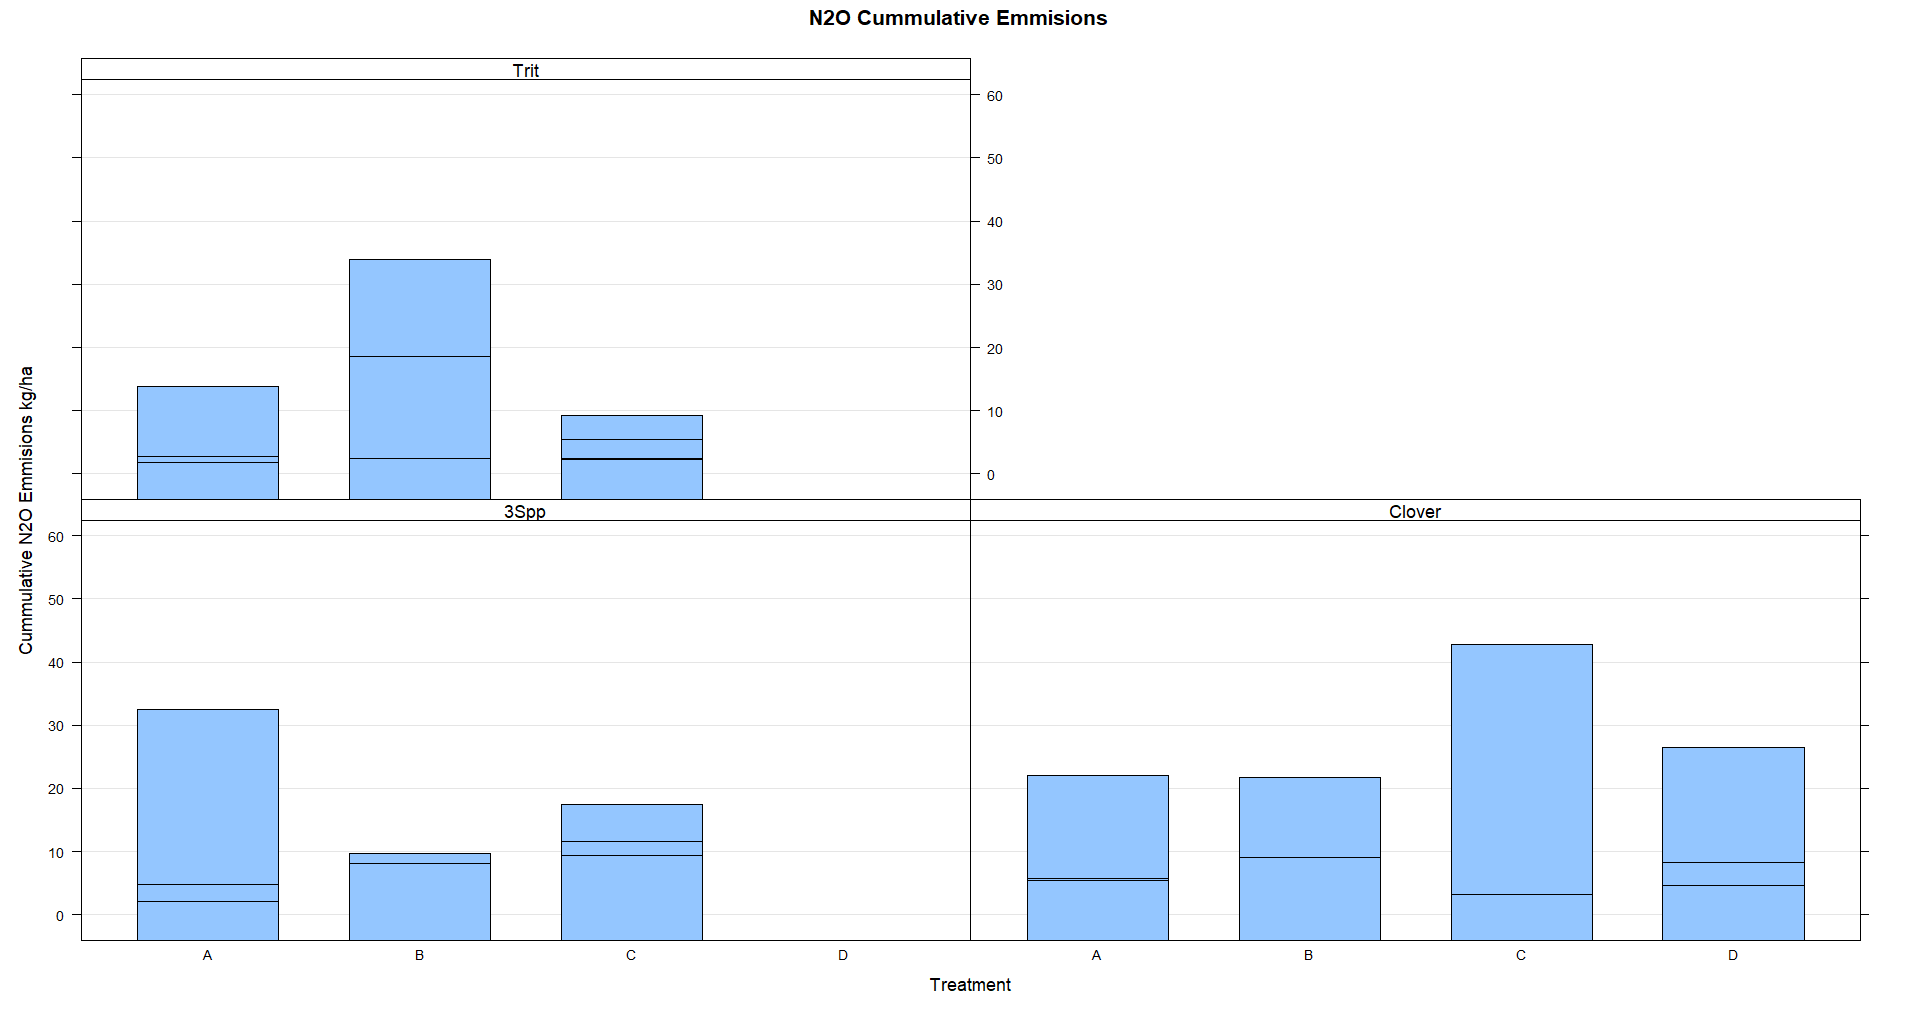 N2O Cummulative Emmisions
Trit
60
50
40
30
20
10
0
3Spp
Clover
60
50
40
30
20
10
0
Cummulative N2O Emmisions kg/ha
A
B
C
D
A
B
C
D
Treatment